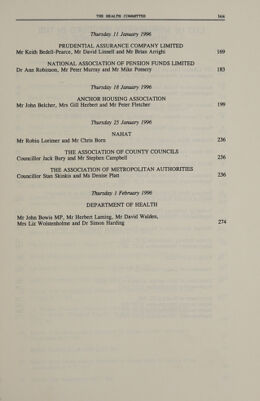 THE HEALTH COMMITTEE
Thursday 11 January 1996
PRUDENTIAL ASSURANCE COMPANY LIMITED
Mr Keith Bedell-Pearce, Mr David Linnell and Mr Brian Arrighi 169
NATIONAL ASSOCIATION OF PENSION FUNDS LIMITED
Dr Ann Robinson, Mr Peter Murray and Mr Mike Pomery 183
Thursday 18 January 1996
ANCHOR HOUSING ASSOCIATION
Mr John Belcher, Mrs Gill Herbert and Mr Peter Fletcher 199
Thursday 25 January 1996
NAHAT
Mr Robin Lorimer and Mr Chris Born 236
THE ASSOCIATION OF COUNTY COUNCILS
Councillor Jack Bury and Mr Stephen Campbell 236
THE ASSOCIATION OF METROPOLITAN AUTHORITIES
Councillor Stan Skinkis and Ms Denise Platt 236
Thursday 1 February 1996
DEPARTMENT OF HEALTH
Mr John Bowis MP, Mr Herbert Laming, Mr David Walden,
Mrs Liz Wolstenholme and Dr Simon Harding 274